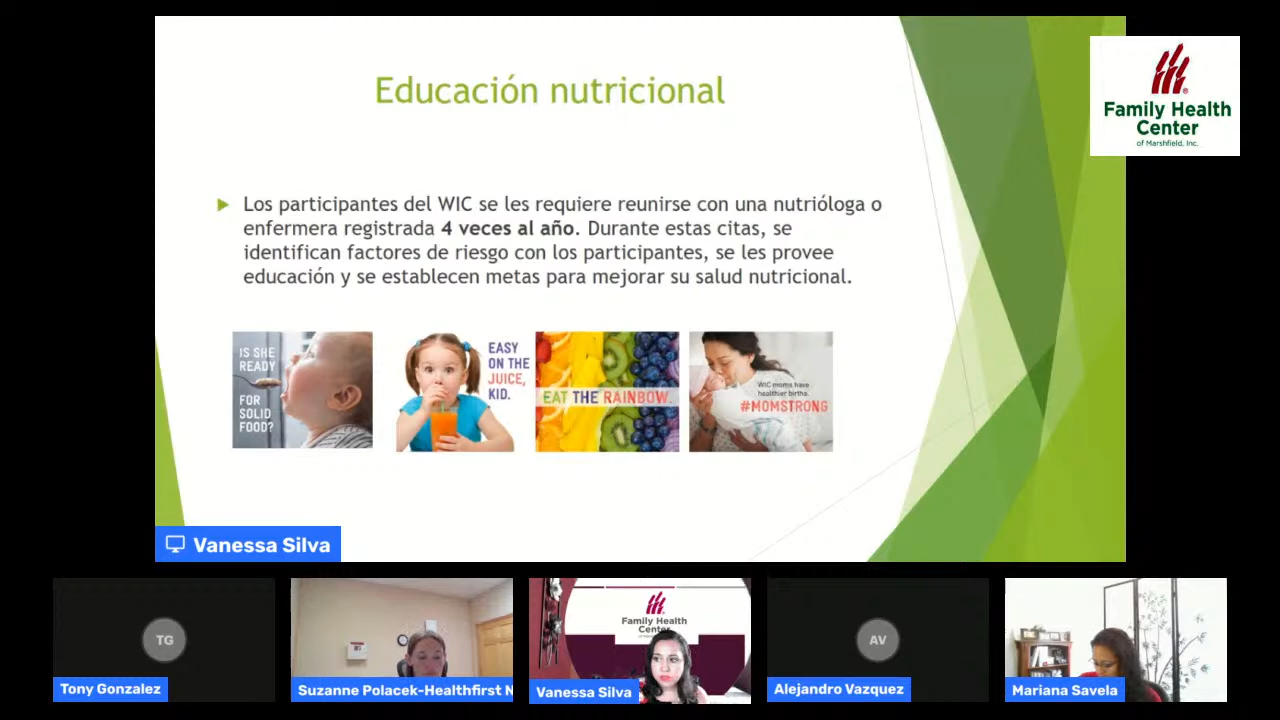 Educación nutricional
Family Health
Center
of Marshfield, Inc.
Los participantes del WIC se les requiere reunirse con una nutrióloga o
enfermera registrada 4 veces al año. Durante estas citas, se
identifican factores de riesgo con los participantes, se les provee
educación y se establecen metas para mejorar su salud nutricional.
IS SHE
READY
FOR
SOLID
FOOD?
EASY
ON THE
JUICE,
KID.
EAT THE RAINBOW.
WIC moms have
healthier births.
#MOMSTRONG
Vanessa Silva
TG
Tony Gonzalez
Suzanne Polacek-Healthfirst N
Family Health
Center
Vanessa Silva
AV
Alejandro Vazquez
Mariana Savela